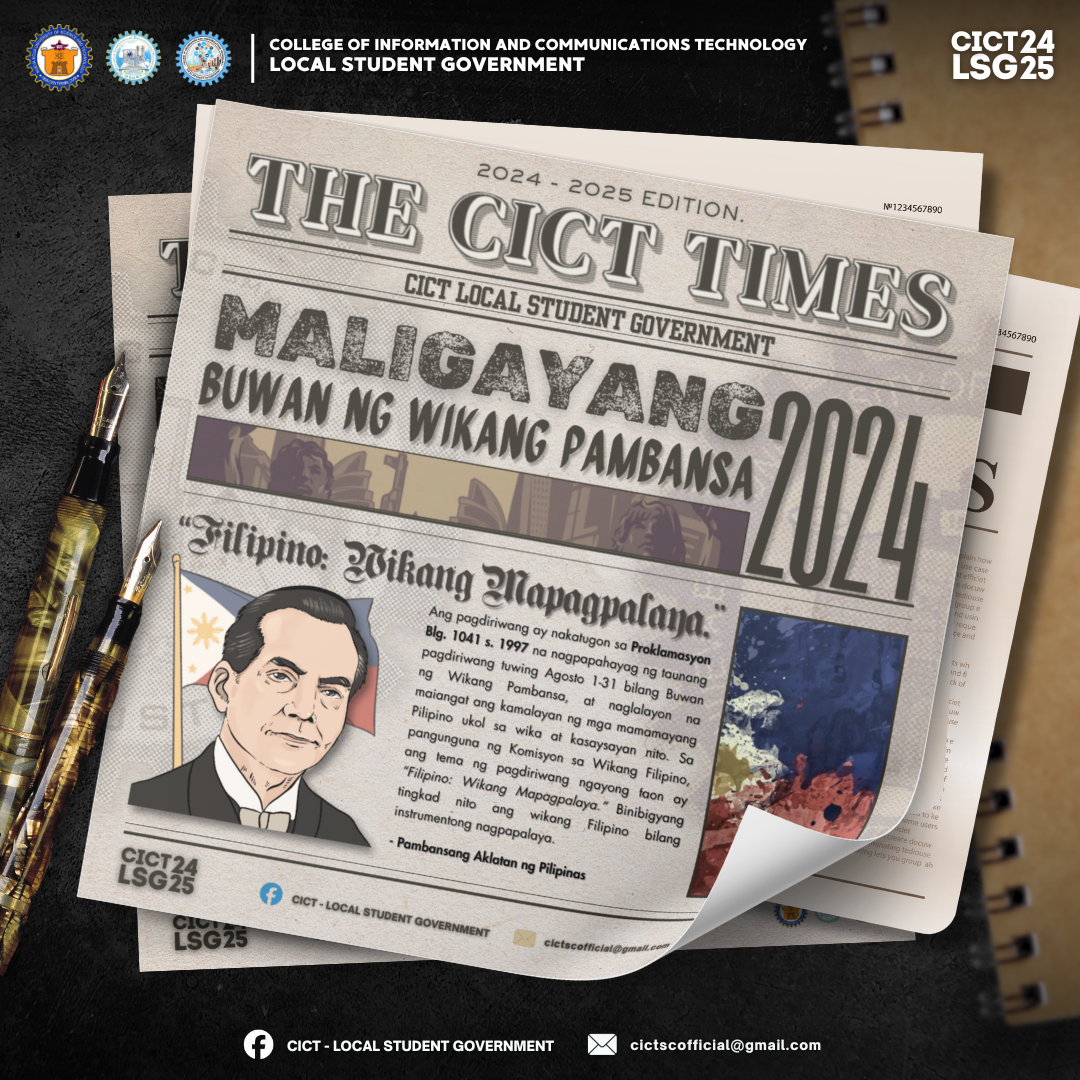 COLLEGE OF INFORMATION AND COMMUNICATIONS TECHNOLOGY
LOCAL STUDENT GOVERNMENT
CICT24
LSG25
2024 - 2025 EDITION.
№1234567890
THE CICT TIMES
CICT LOCAL STUDENT GOVERNMENT
MALIGAYANG
BUWAN NG WIKANG PAMBANSA
2024
"Filipino: Wikang Mapagpalaya."
Ang pagdiriwang ay nakatugon sa Proklamasyon
Blg. 1041 s. 1997 na nagpapahayag ng taunang
pagdiriwang tuwing Agosto 1-31 bilang Buwan
ng Wikang Pambansa, at naglalayon na
maiangat ang kamalayan ng mga mamamayang
Pilipino ukol sa wika at kasaysayan nito. Sa
pangunguna ng Komisyon sa Wikang Filipino,
ang tema ng pagdiriwang ngayong taon ay
"Filipino: Wikang Mapagpalaya." Binibigyang
tingkad nito ang wikang Filipino bilang
instrumentong nagpapalaya.
- Pambansang Aklatan ng Pilipinas
CICT24
LSG25
CICT - LOCAL STUDENT GOVERNMENT
cictscofficial@gmail.com
LSG25
34567890
S
CICT - LOCAL STUDENT GOVERNMENT
cictscofficial@gmail.com